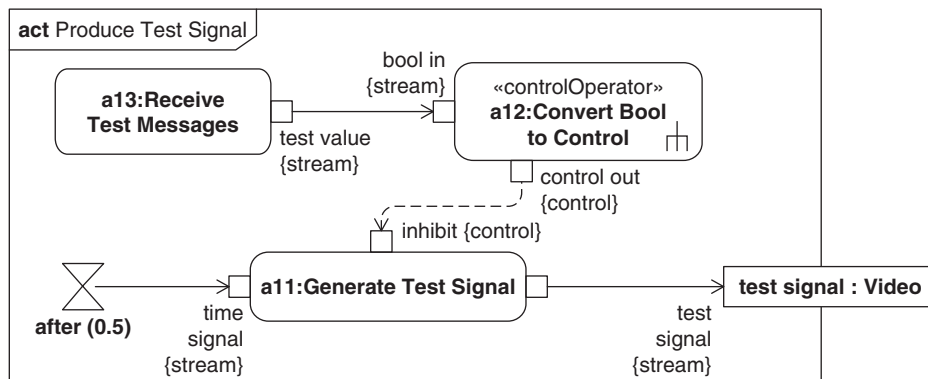 act Produce Test Signal
bool in
{stream}
a13:Receive
Test Messages
«controlOperator»
a12:Convert Bool
to Control
test value
{stream}
control out
{control}
inhibit {control}
a11:Generate Test Signal
test signal : Video
after (0.5)
time
signal
{stream}
test
signal
{stream}